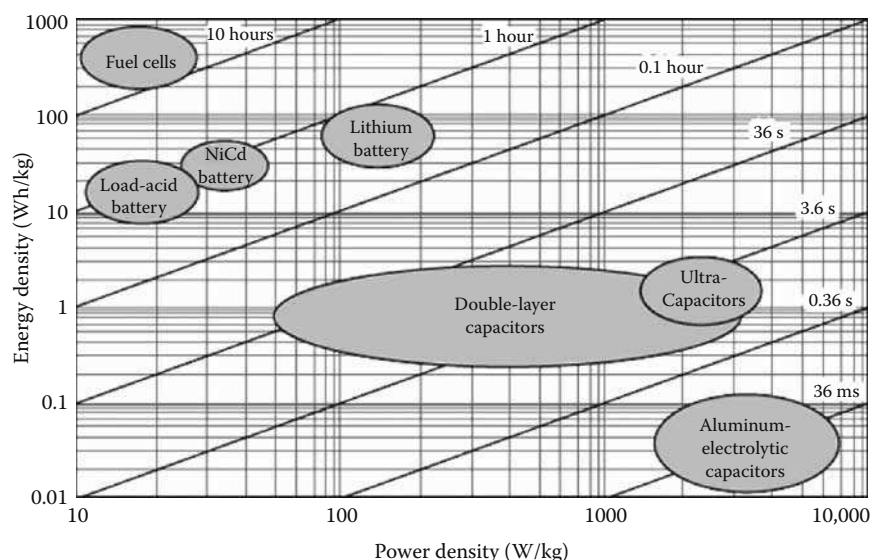 1000
10 hours
1 hour
Fuel cells
0.1 hour
100
Lithium
battery
36 s
NiCd
battery
Load-acid
battery
10
3.6 s
Ultra-
Capacitors
Double-layer
capacitors
1
0.36 s
0.1
36 ms
Aluminum-
electrolytic
capacitors
0.01
10
100
1000
10,000
Energy density (Wh/kg)
Power density (W/kg)